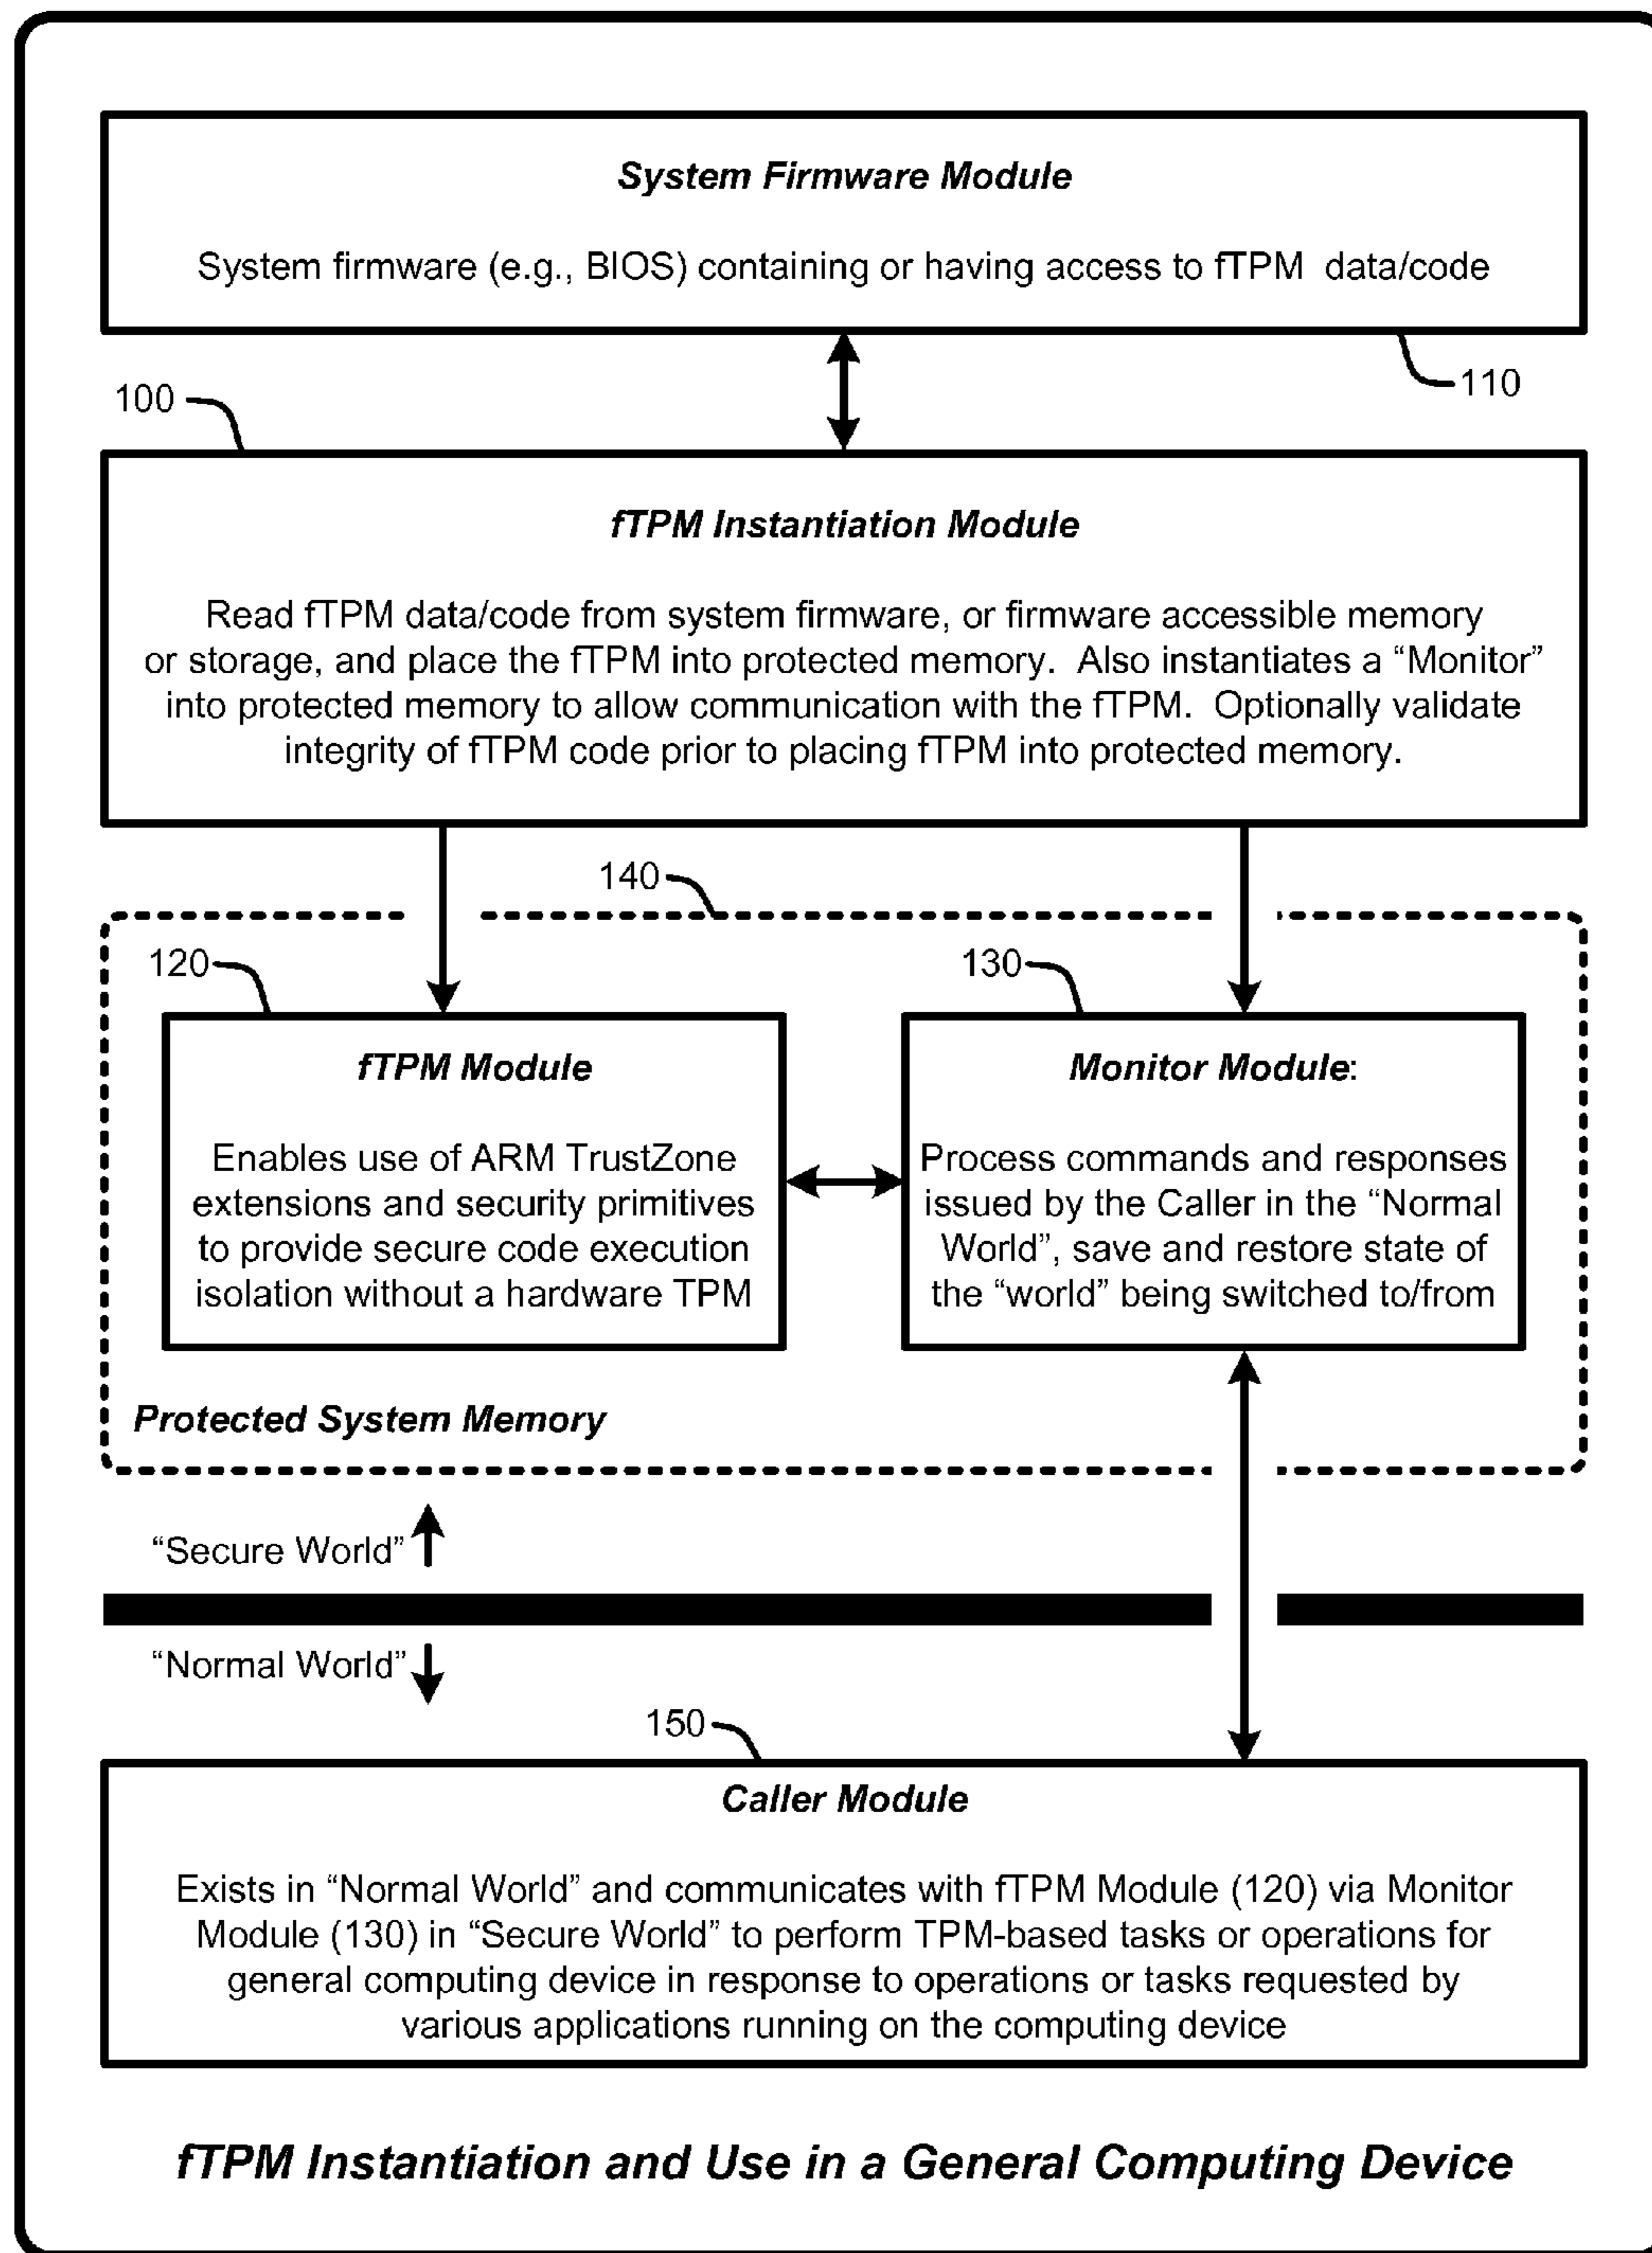 System Firmware Module
System firmware (e.g., BIOS) containing or having access to fTPM data/code
110
100
fTPM Instantiation Module
Read fTPM data/code from system firmware, or firmware accessible memory
or storage, and place the fTPM into protected memory. Also instantiates a “Monitor”
into protected memory to allow communication with the fTPM. Optionally validate
integrity of fTPM code prior to placing fTPM into protected memory.
140
120
130
fTPM Module
Enables use of ARM TrustZone
extensions and security primitives
to provide secure code execution
isolation without a hardware TPM
Monitor Module:
Process commands and responses
issued by the Caller in the “Normal
World”, save and restore state of
the “world” being switched to/from
Protected System Memory
“Secure World”
“Normal World”
150
Caller Module
Exists in “Normal World” and communicates with fTPM Module (120) via Monitor
Module (130) in “Secure World” to perform TPM-based tasks or operations for
general computing device in response to operations or tasks requested by
various applications running on the computing device
fTPM Instantiation and Use in a General Computing Device